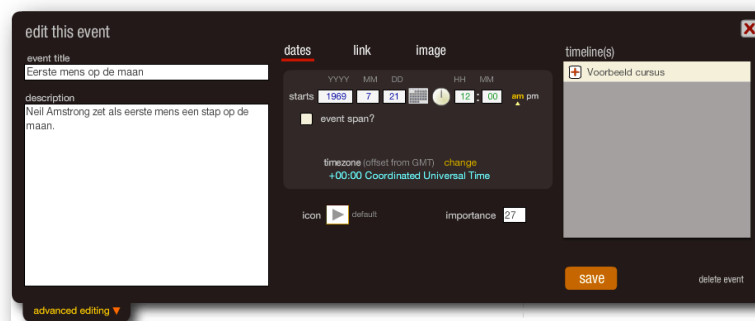 edit this event
event title
Eerste mens op de maan
description
Neil Amstrong zet als eerste mens een stap op de
maan.
dates link image
YYYY MM DD HH MM
starts 1969 7 21 12 : 00 am pm
event span?
timezone (offset from GMT) change
+00:00 Coordinated Universal Time
icon default importance 27
timeline(s)
Voorbeeld cursus
save
delete event
advanced editing